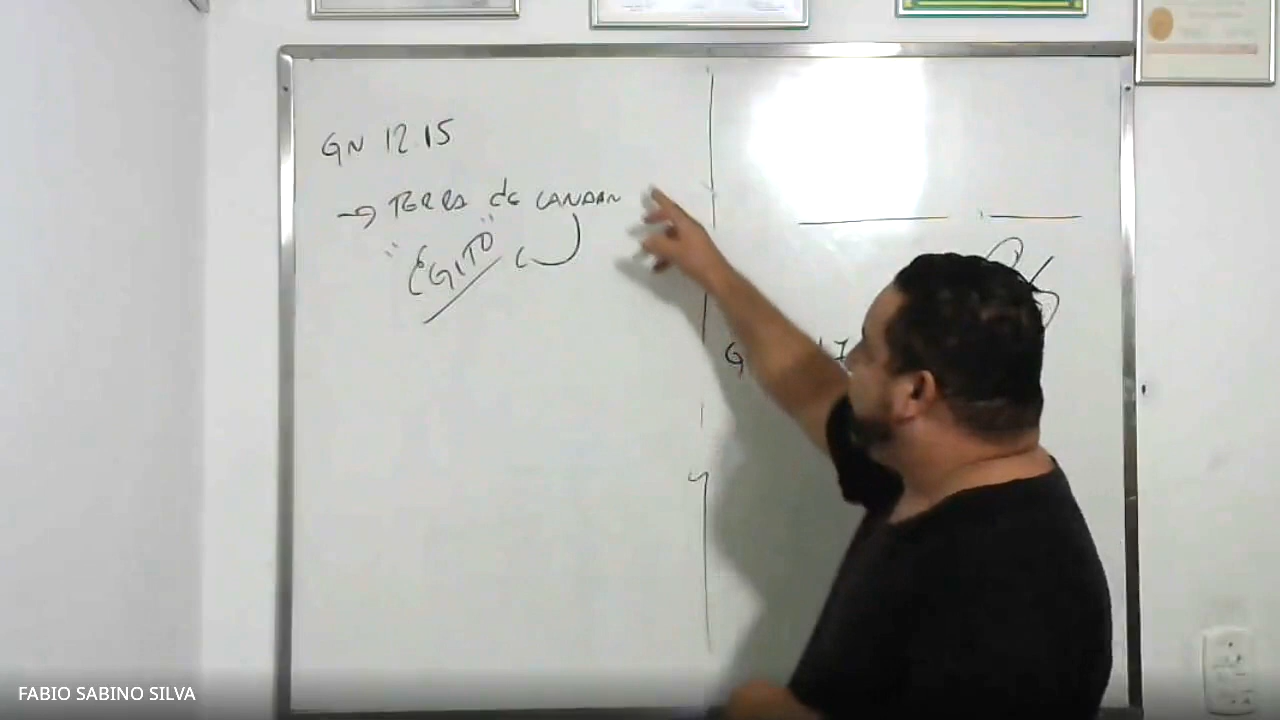 GN 12.15
→ TERRA de CANAAN
"EGITO"
G
FABIO SABINO SILVA